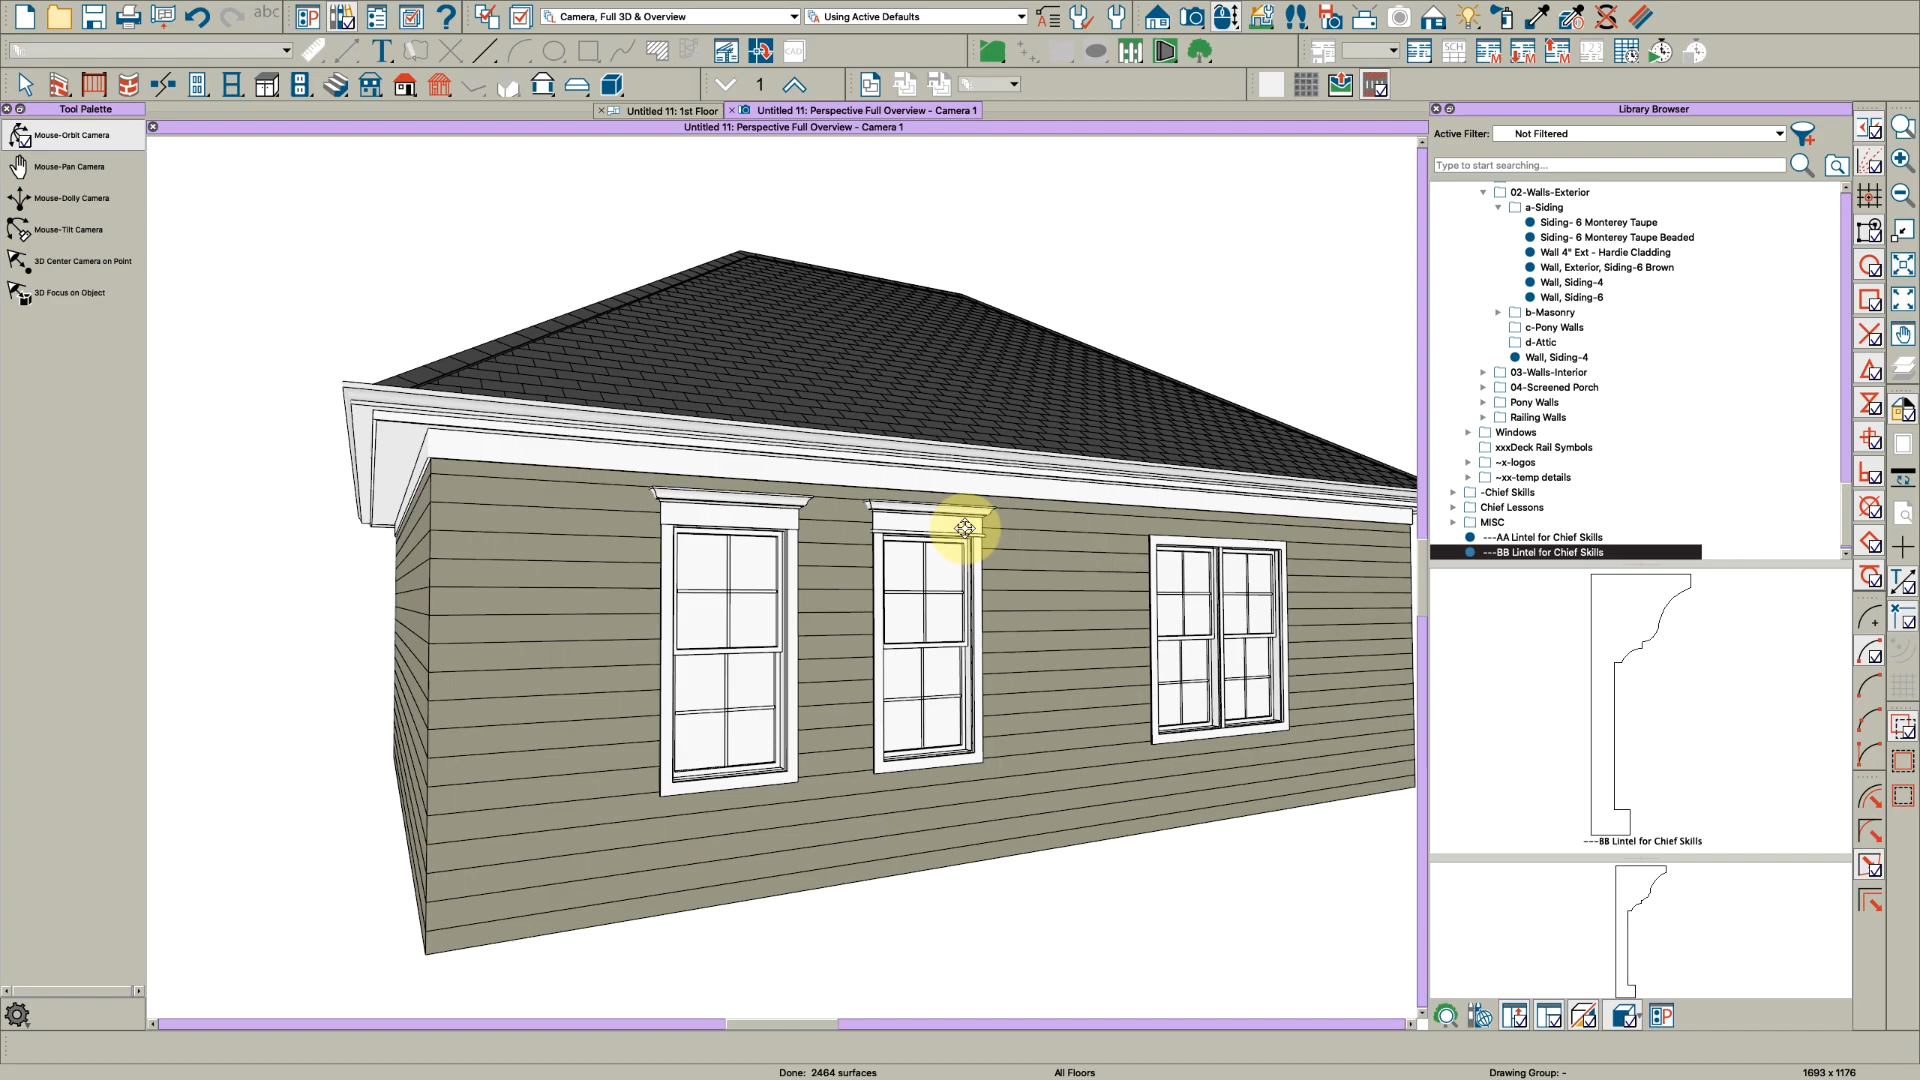 abc
Camera, Full 3D & Overview
Using Active Defaults
T
CAD
SCH
M
M
M
123
1
Tool Palette
Untitled 11: 1st Floor
Untitled 11: Perspective Full Overview - Camera 1
Library Browser
Untitled 11: Perspective Full Overview - Camera 1
Mouse-Orbit Camera
Mouse-Pan Camera
Mouse-Dolly Camera
Mouse-Tilt Camera
3D Center Camera on Point
3D Focus on Object
Active Filter:
Not Filtered
Type to start searching...
02-Walls-Exterior
a-Siding
Siding- 6 Monterey Taupe
Siding- 6 Monterey Taupe Beaded
Wall 4" Ext - Hardie Cladding
Wall, Exterior, Siding-6 Brown
Wall, Siding-4
Wall, Siding-6
b-Masonry
c-Pony Walls
d-Attic
Wall, Siding-4
03-Walls-Interior
04-Screened Porch
Pony Walls
Railing Walls
Windows
xxxDeck Rail Symbols
~x-logos
~xx-temp details
-Chief Skills
Chief Lessons
MISC
---AA Lintel for Chief Skills
---BB Lintel for Chief Skills
---BB Lintel for Chief Skills
Done: 2464 surfaces
All Floors
Drawing Group: -
1693 x 1176